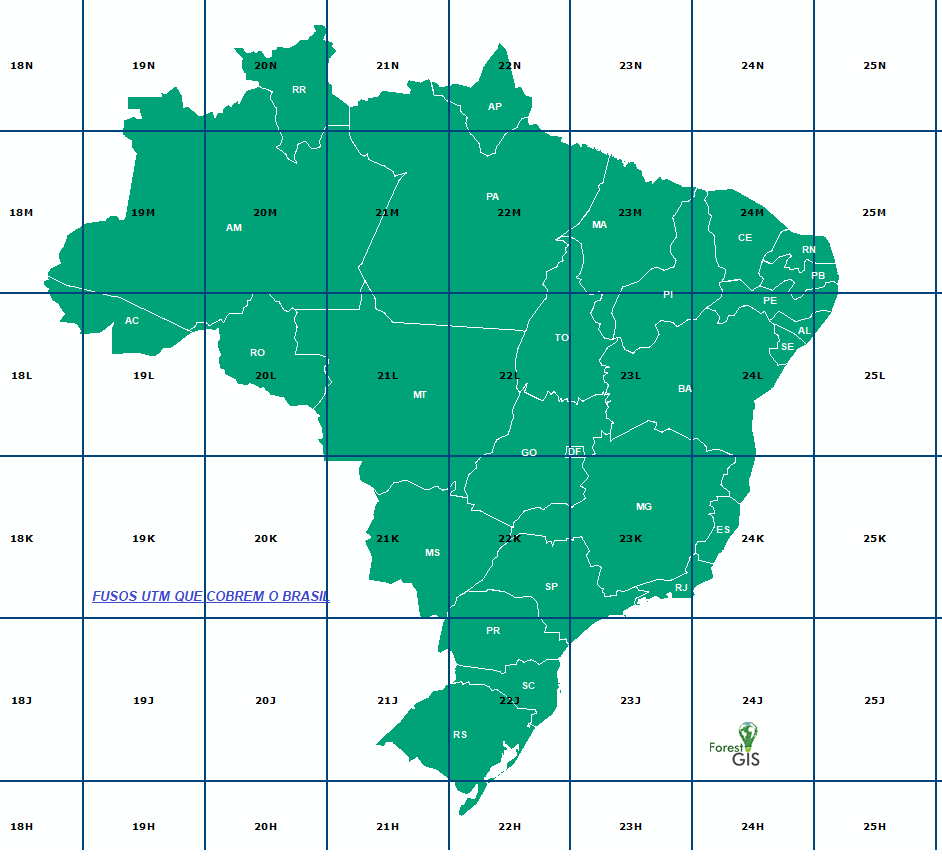 18N 19N 20N 21N 22N 23N 24N 25N
RR
AP
PA
18M 19M 20M 21M 22M 23M 24M 25M
AM
MA
CE
RN
PB
PI
PE
AC
AL
TO
SE
RO
18L 19L 20L 21L 22L 23L 24L 25L
MT
BA
GO
DF
MG
ES
18K 19K 20K 21K 22K 23K 24K 25K
MS
SP
RJ
FUSOS UTM QUE COBREM O BRASIL
PR
SC
18J 19J 20J 21J 22J 23J 24J 25J
RS
Forest
GIS
18H 19H 20H 21H 22H 23H 24H 25H